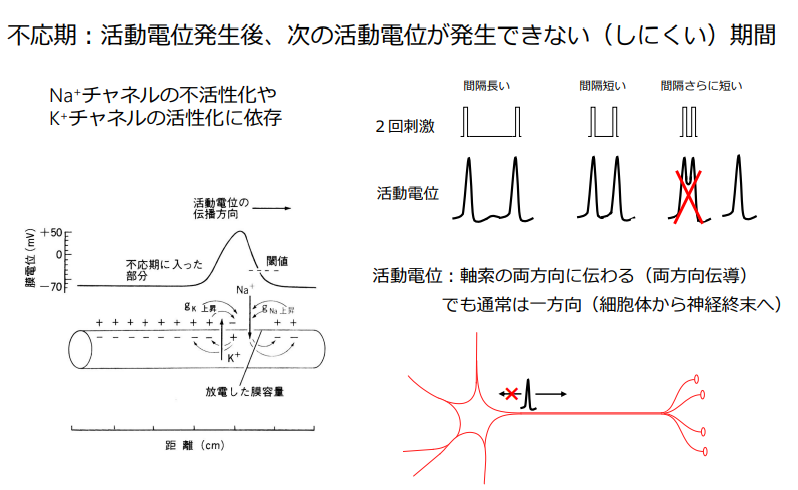 不応期：活動電位発生後、次の活動電位が発生できない（しにくい）期間
Na⁺チャネルの不活性化や
K⁺チャネルの活性化に依存
間隔長い
間隔短い
間隔さらに短い
２回刺激
活動電位
活動電位の
伝播方向
膜電位 (mV)
+50
0
−70
不応期に入った
部分
閾値
Na⁺
gK 上昇
gNa 上昇
+ + + + + + + + − + +
− − − − − − − − + − −
K⁺
放電した膜容量
距 離 (cm)
活動電位：軸索の両方向に伝わる（両方向伝導）
でも通常は一方向（細胞体から神経終末へ）